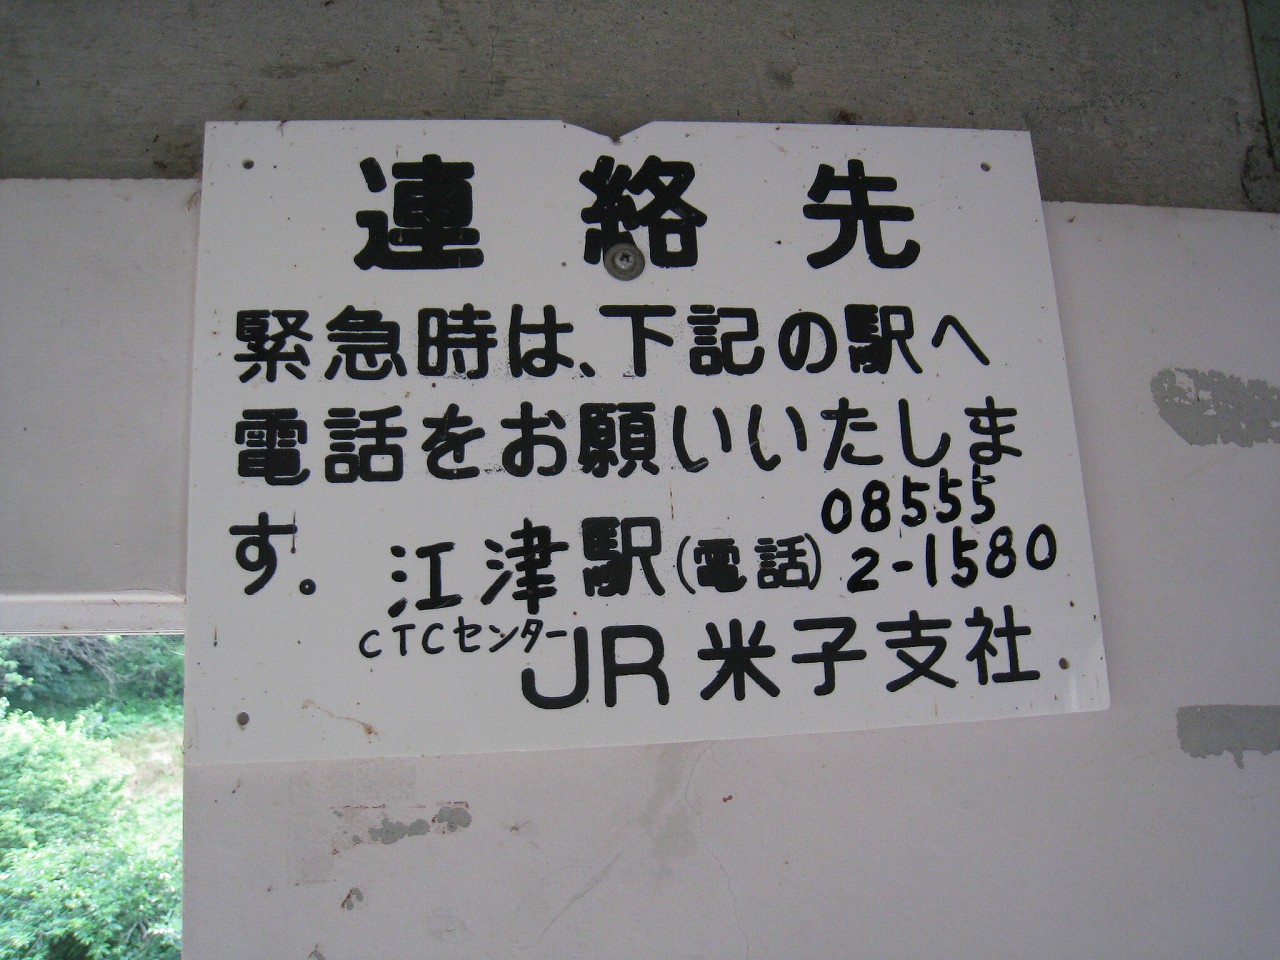 連絡先
緊急時は、下記の駅へ
電話をお願いいたしま
す。
江津駅(電話) 08555
2-1580
CTCセンター
JR米子支社